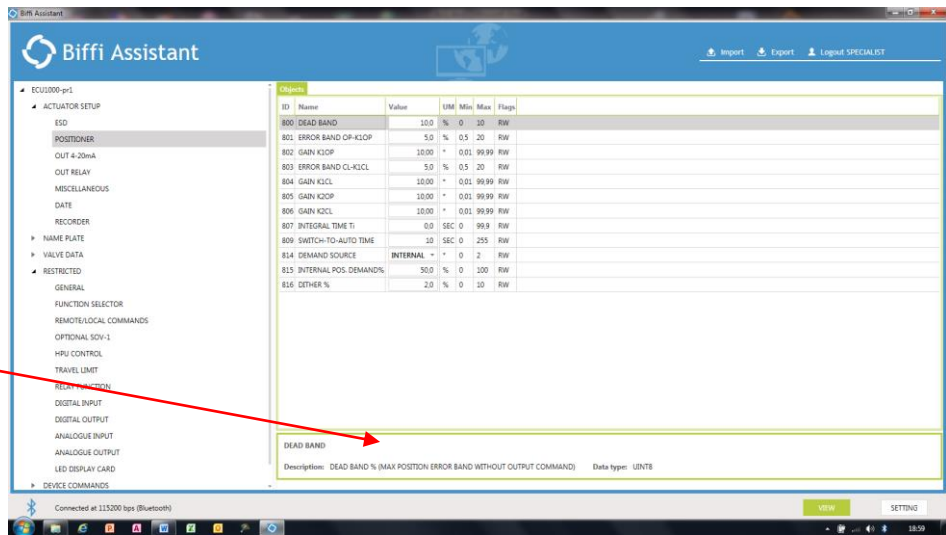 Biffi Assistant
Biffi Assistant
Import Export Logout SPECIALIST
ECU1000-pr1
ACTUATOR SETUP
ESD
POSITIONER
OUT 4-20mA
OUT RELAY
MISCELLANEOUS
DATE
RECORDER
NAME PLATE
VALVE DATA
RESTRICTED
GENERAL
FUNCTION SELECTOR
REMOTE/LOCAL COMMANDS
OPTIONAL SOV-1
HPU CONTROL
TRAVEL LIMIT
RELAY FUNCTION
DIGITAL INPUT
DIGITAL OUTPUT
ANALOGUE INPUT
ANALOGUE OUTPUT
LED DISPLAY CARD
DEVICE COMMANDS
Objects
ID Name Value UM Min Max Flags
800 DEAD BAND 10,0 % 0 10 RW
801 ERROR BAND OP-K1OP 5,0 % 0,5 20 RW
802 GAIN K1OP 10,00 * 0,01 99,99 RW
803 ERROR BAND CL-K1CL 5,0 % 0,5 20 RW
804 GAIN K1CL 10,00 * 0,01 99,99 RW
805 GAIN K2OP 10,00 * 0,01 99,99 RW
806 GAIN K2CL 10,00 * 0,01 99,99 RW
807 INTEGRAL TIME Ti 0,0 SEC 0 99,9 RW
809 SWITCH-TO-AUTO TIME 10 SEC 0 255 RW
814 DEMAND SOURCE INTERNAL * 0 2 RW
815 INTERNAL POS. DEMAND% 50,0 % 0 100 RW
816 DITHER % 2,0 % 0 10 RW
DEAD BAND
Description: DEAD BAND % (MAX POSITION ERROR BAND WITHOUT OUTPUT COMMAND) Data type: UINT8
Connected at 115200 bps (Bluetooth)
VIEW SETTING
18:59